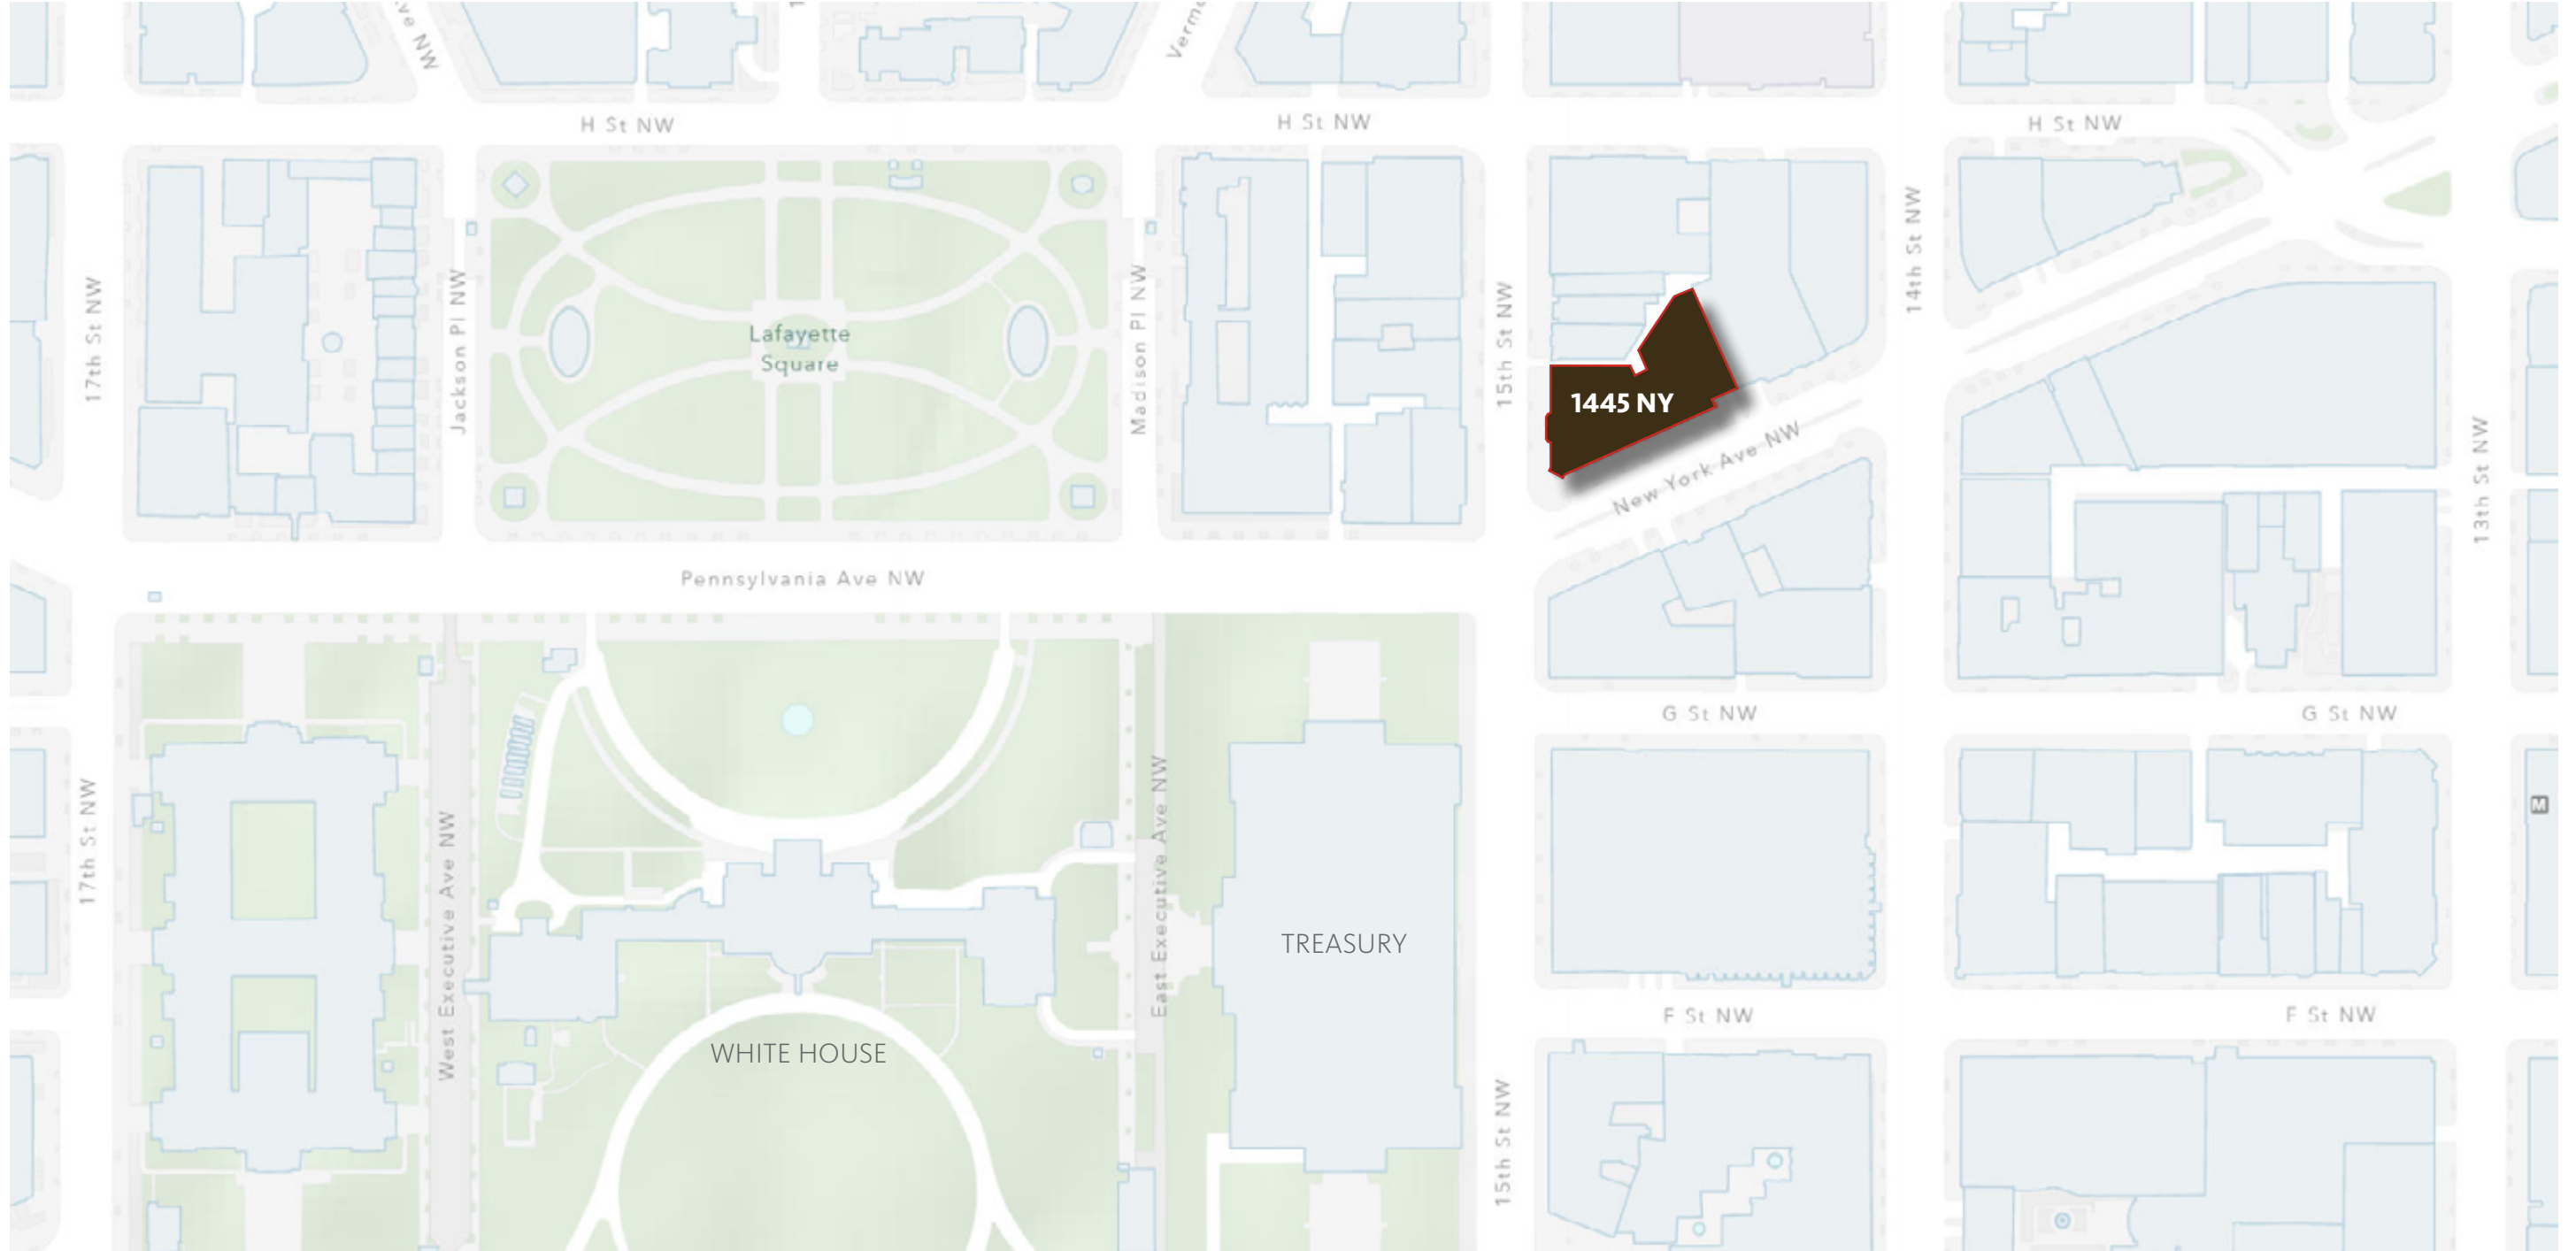 Ave NW
H St NW
H St NW
H St NW
17th St NW
Jackson Pl NW
Lafayette
Square
Madison Pl NW
15th St NW
1445 NY
New York Ave NW
14th St NW
13th St NW
Pennsylvania Ave NW
G St NW
G St NW
17th St NW
West Executive Ave NW
East Executive Ave NW
M
TREASURY
WHITE HOUSE
F St NW
F St NW
15th St NW